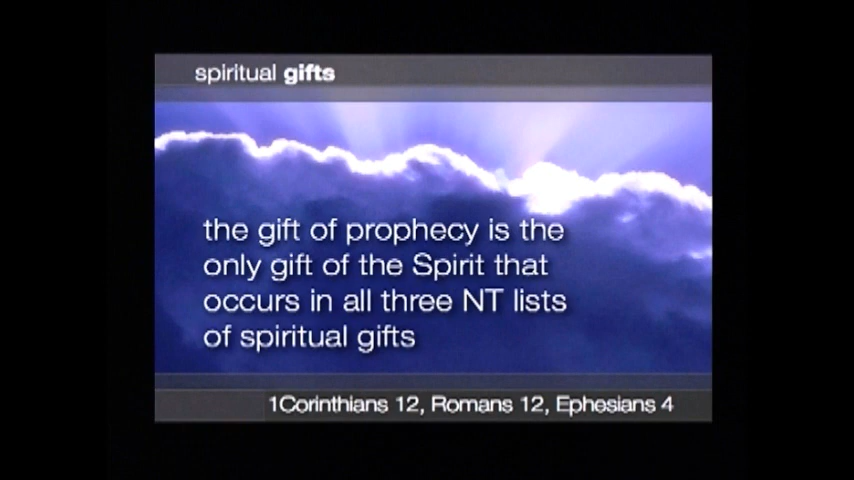 spiritual gifts
the gift of prophecy is the
only gift of the Spirit that
occurs in all three NT lists
of spiritual gifts
1Corinthians 12, Romans 12, Ephesians 4